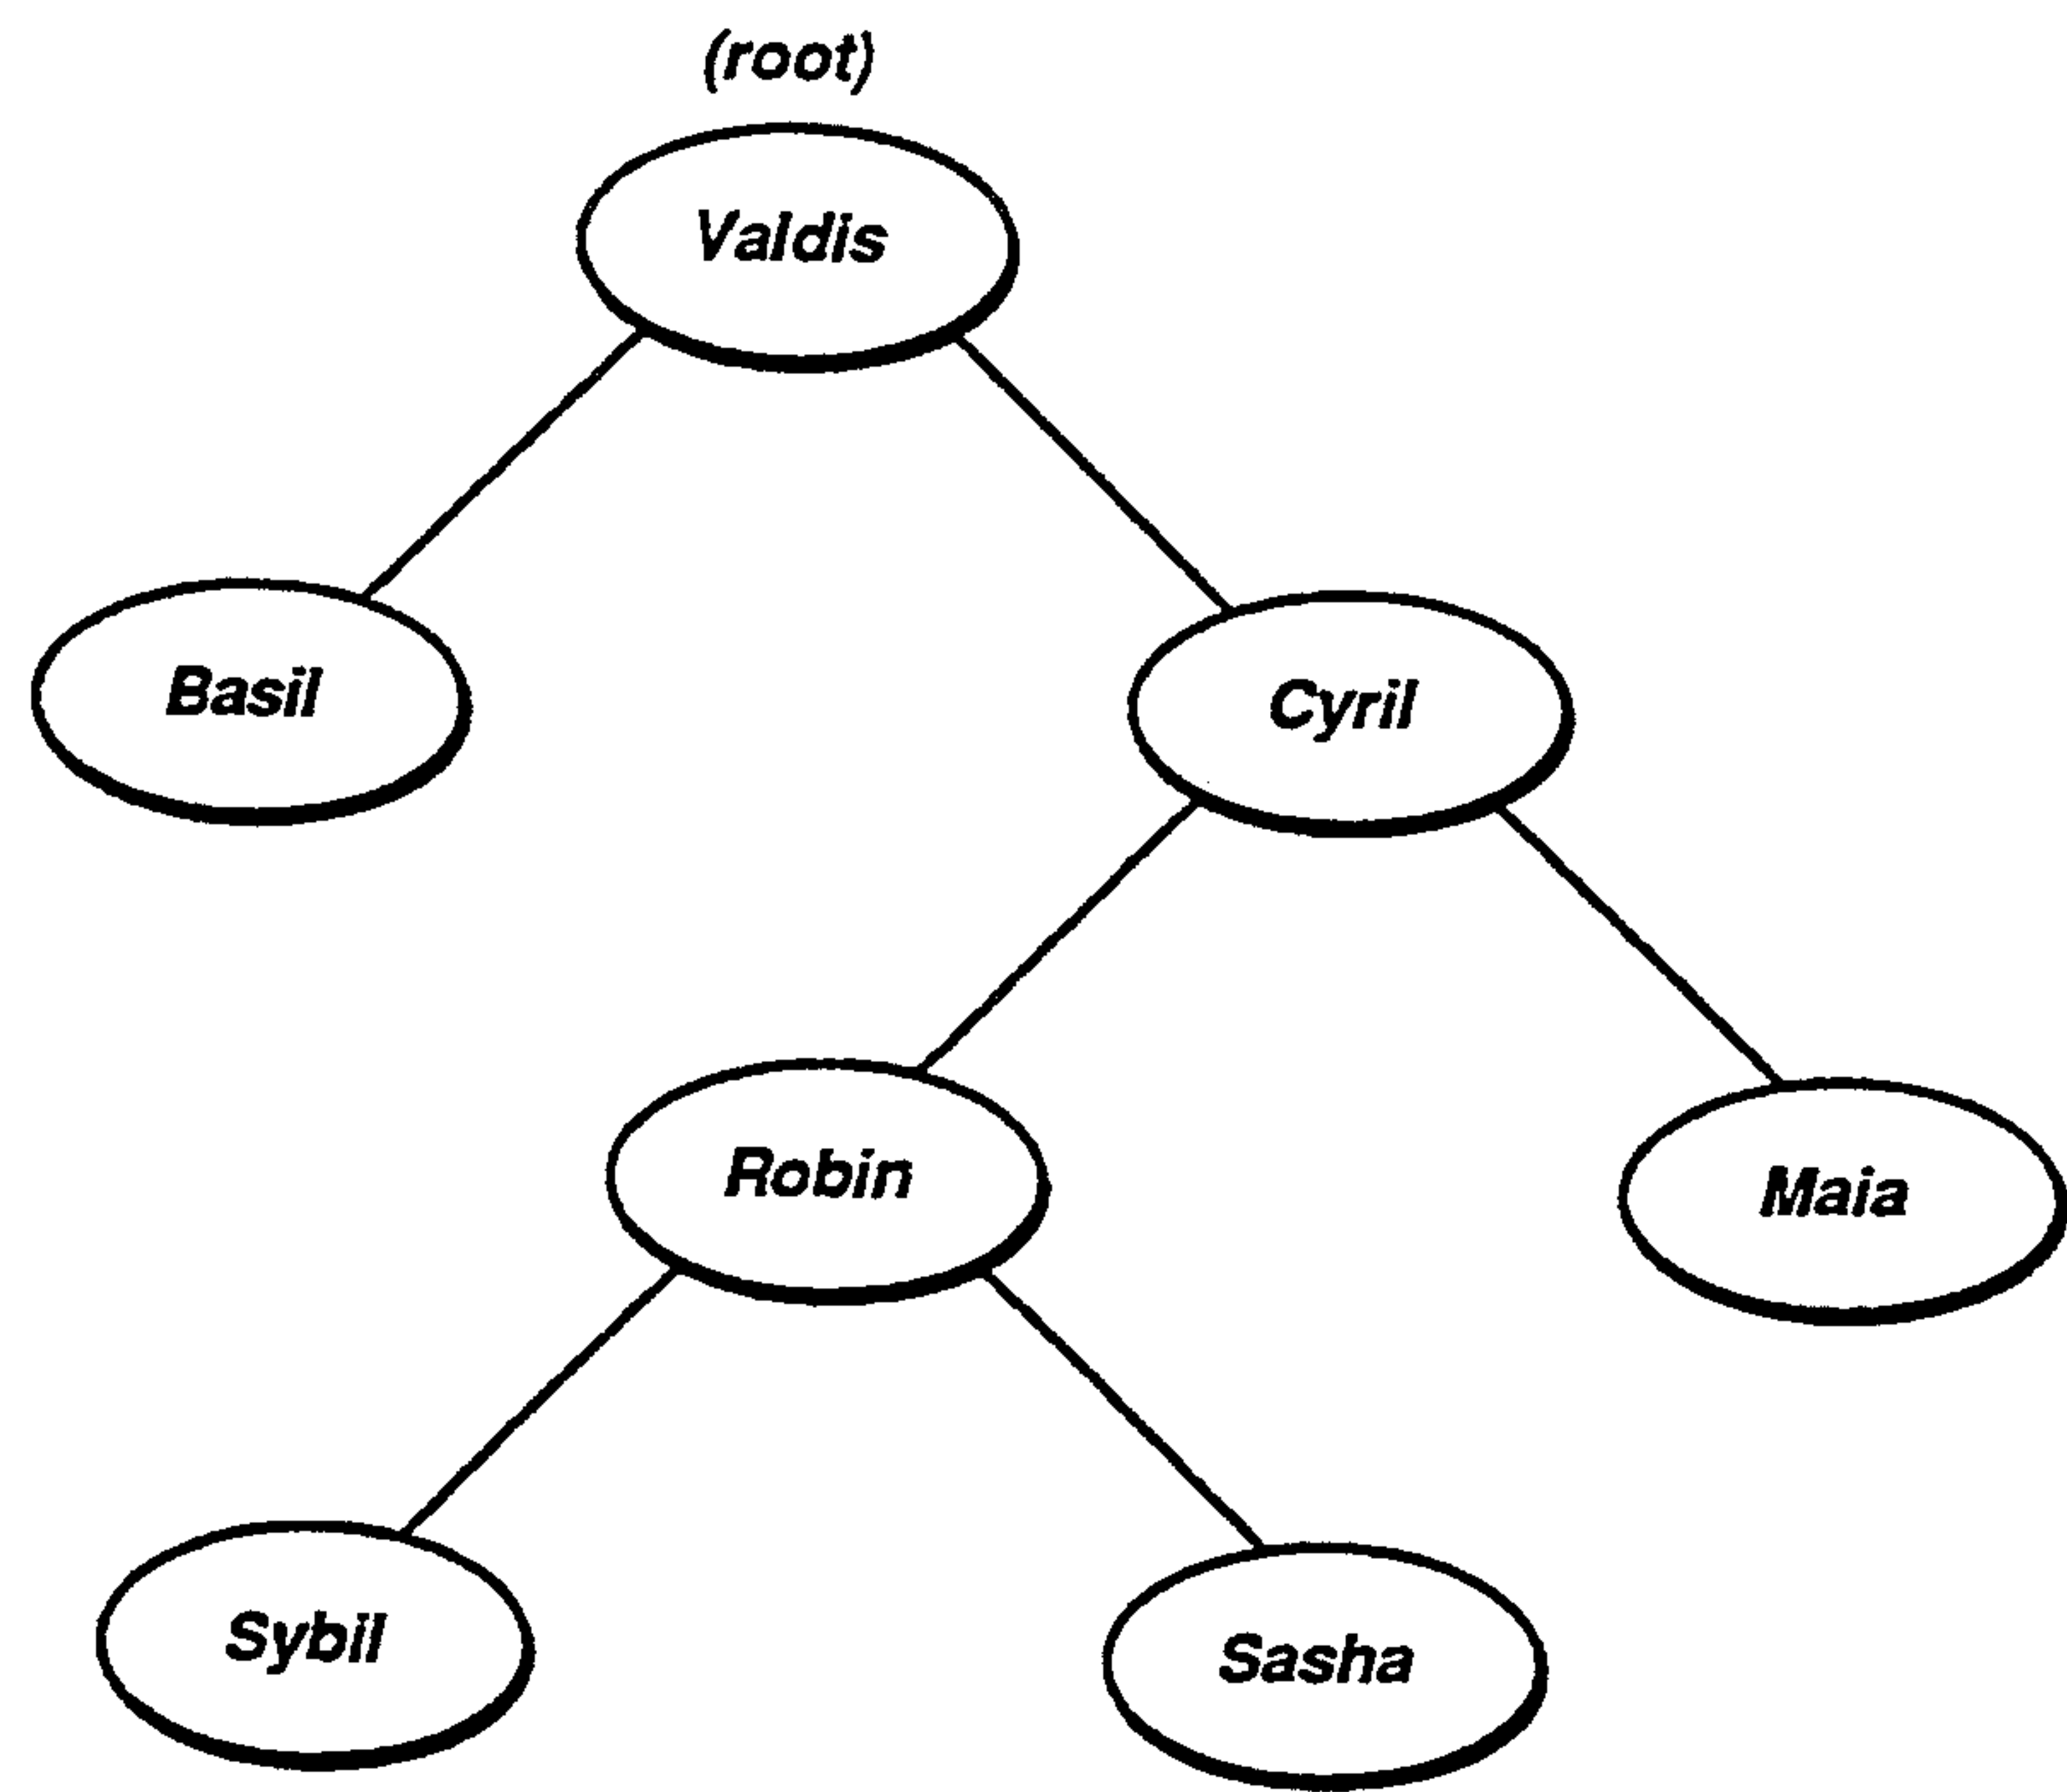 (root)
Valdis
Basil
Cyril
Robin
Maia
Sybil
Sasha